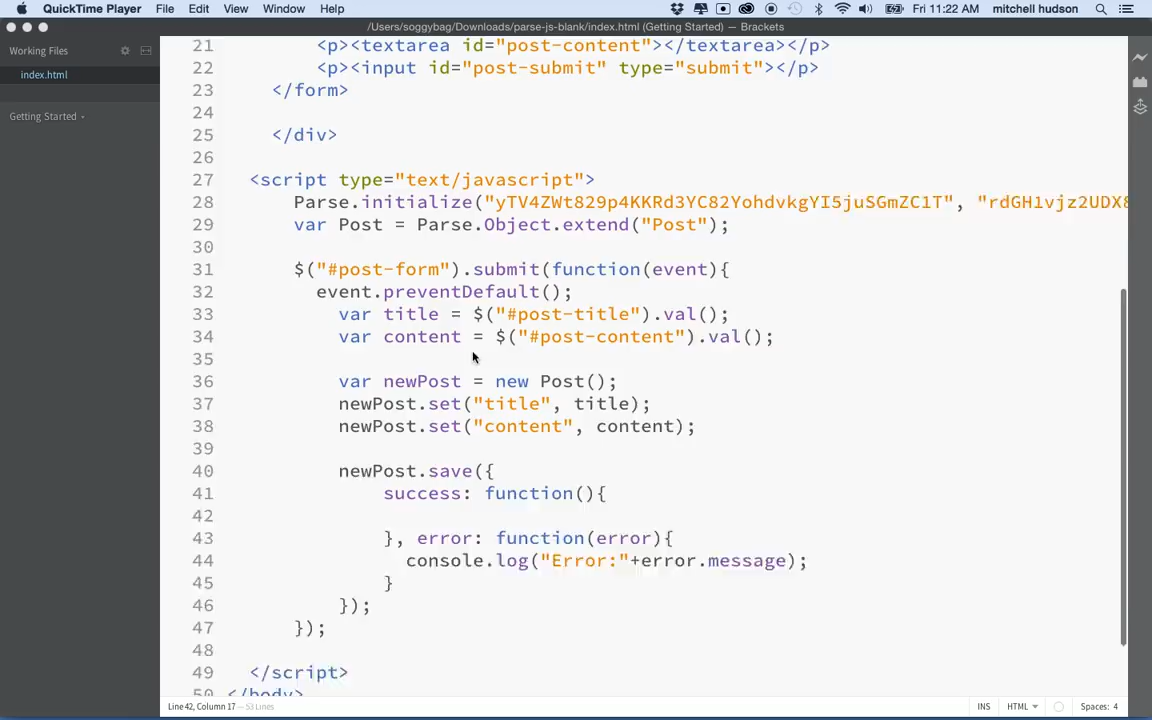 QuickTime Player File Edit View Window Help Fri 11:22 AM mitchell hudson
/Users/soggybag/Downloads/parse-js-blank/index.html (Getting Started) — Brackets
Working Files
index.html
Getting Started
21 <p><textarea id="post-content"></textarea></p>
22 <p><input id="post-submit" type="submit"></p>
23 </form>
24
25 </div>
26
27 <script type="text/javascript">
28 Parse.initialize("yTV4ZWt829p4KKRd3YC82YohdvkgYI5juSGmZC1T", "rdGH1vjz2UDX8
29 var Post = Parse.Object.extend("Post");
30
31 $("#post-form").submit(function(event){
32 event.preventDefault();
33 var title = $("#post-title").val();
34 var content = $("#post-content").val();
35
36 var newPost = new Post();
37 newPost.set("title", title);
38 newPost.set("content", content);
39
40 newPost.save({
41 success: function(){
42
43 }, error: function(error){
44 console.log("Error:"+error.message);
45 }
46 });
47 });
48
49 </script>
50 </body>
Line 42, Column 17 — 53 Lines INS HTML Spaces: 4